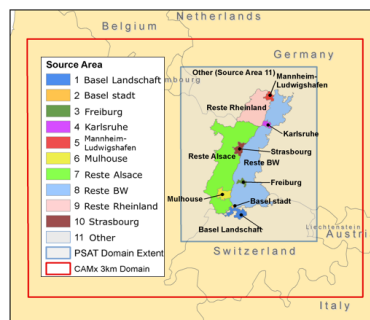 Netherlands
Belgium
Germany
Source Area
1 Basel Landschaft
2 Basel stadt
3 Freiburg
4 Karlsruhe
5 Mannheim-
Ludwigshafen
6 Mulhouse
7 Reste Alsace
8 Reste BW
9 Reste Rheinland
10 Strasbourg
11 Other
PSAT Domain Extent
CAMx 3km Domain
Other (Source Area 11)
Mannheim-
Ludwigshafen
mbourg
Reste Rheinland
Karlsruhe
Strasbourg
Reste Alsace
Reste BW
Freiburg
Mulhouse
Basel stadt
Basel Landschaft
Liechtenstein
Austri
Switzerland
Italy